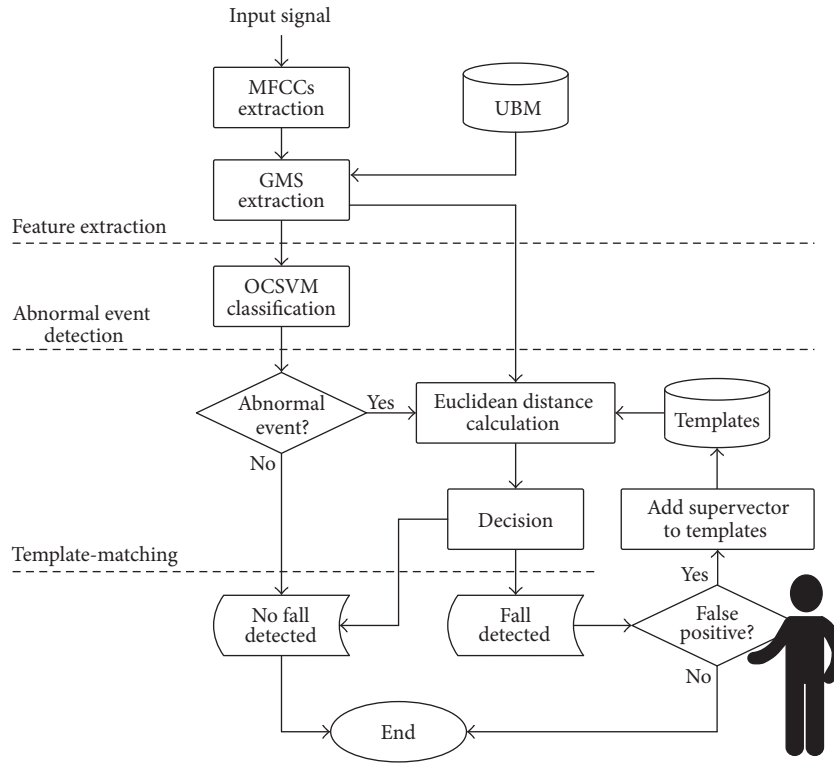 Input signal
MFCCs
extraction
UBM
GMS
extraction
Feature extraction
OCSVM
classification
Abnormal event
detection
Abnormal
event?
Yes
Euclidean distance
calculation
Templates
No
Decision
Add supervector
to templates
Template-matching
Yes
No fall
detected
Fall
detected
False
positive?
No
End